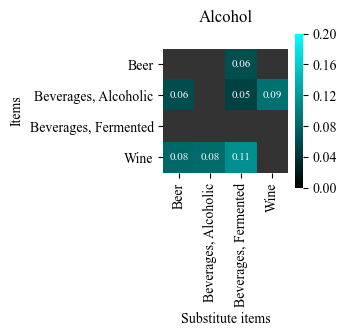 Alcohol
Items
Beer
Beverages, Alcoholic
Beverages, Fermented
Wine
0.06
0.06 0.05 0.09
0.08 0.08 0.11
0.20
0.16
0.12
0.08
0.04
0.00
Beer
Beverages, Alcoholic
Beverages, Fermented
Wine
Substitute items